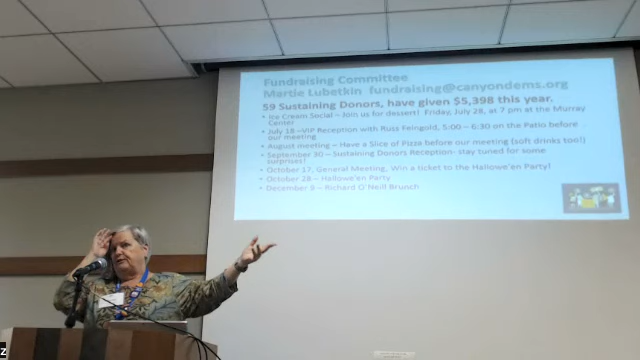 Fundraising Committee
Mertie Lubetkin fundraising@canyondems.org
59 Sustaining Donors, have given $5,398 this year.
• Ice Cream Social – Join us for dessert! Friday, July 28, at 7 pm at the Murray
Center
• July 18 –VIP Reception with Russ Feingold, 5:00 – 6:30 on the Patio before
our meeting
• August meeting – Have a Slice of Pizza before our meeting (soft drinks too!)
• September 30 – Sustaining Donors Reception- stay tuned for some
surprises!
• October 17, General Meeting, Win a ticket to the Hallowe'en Party!
• October 28 – Hallowe'en Party
• December 9 – Richard O'Neill Brunch
z